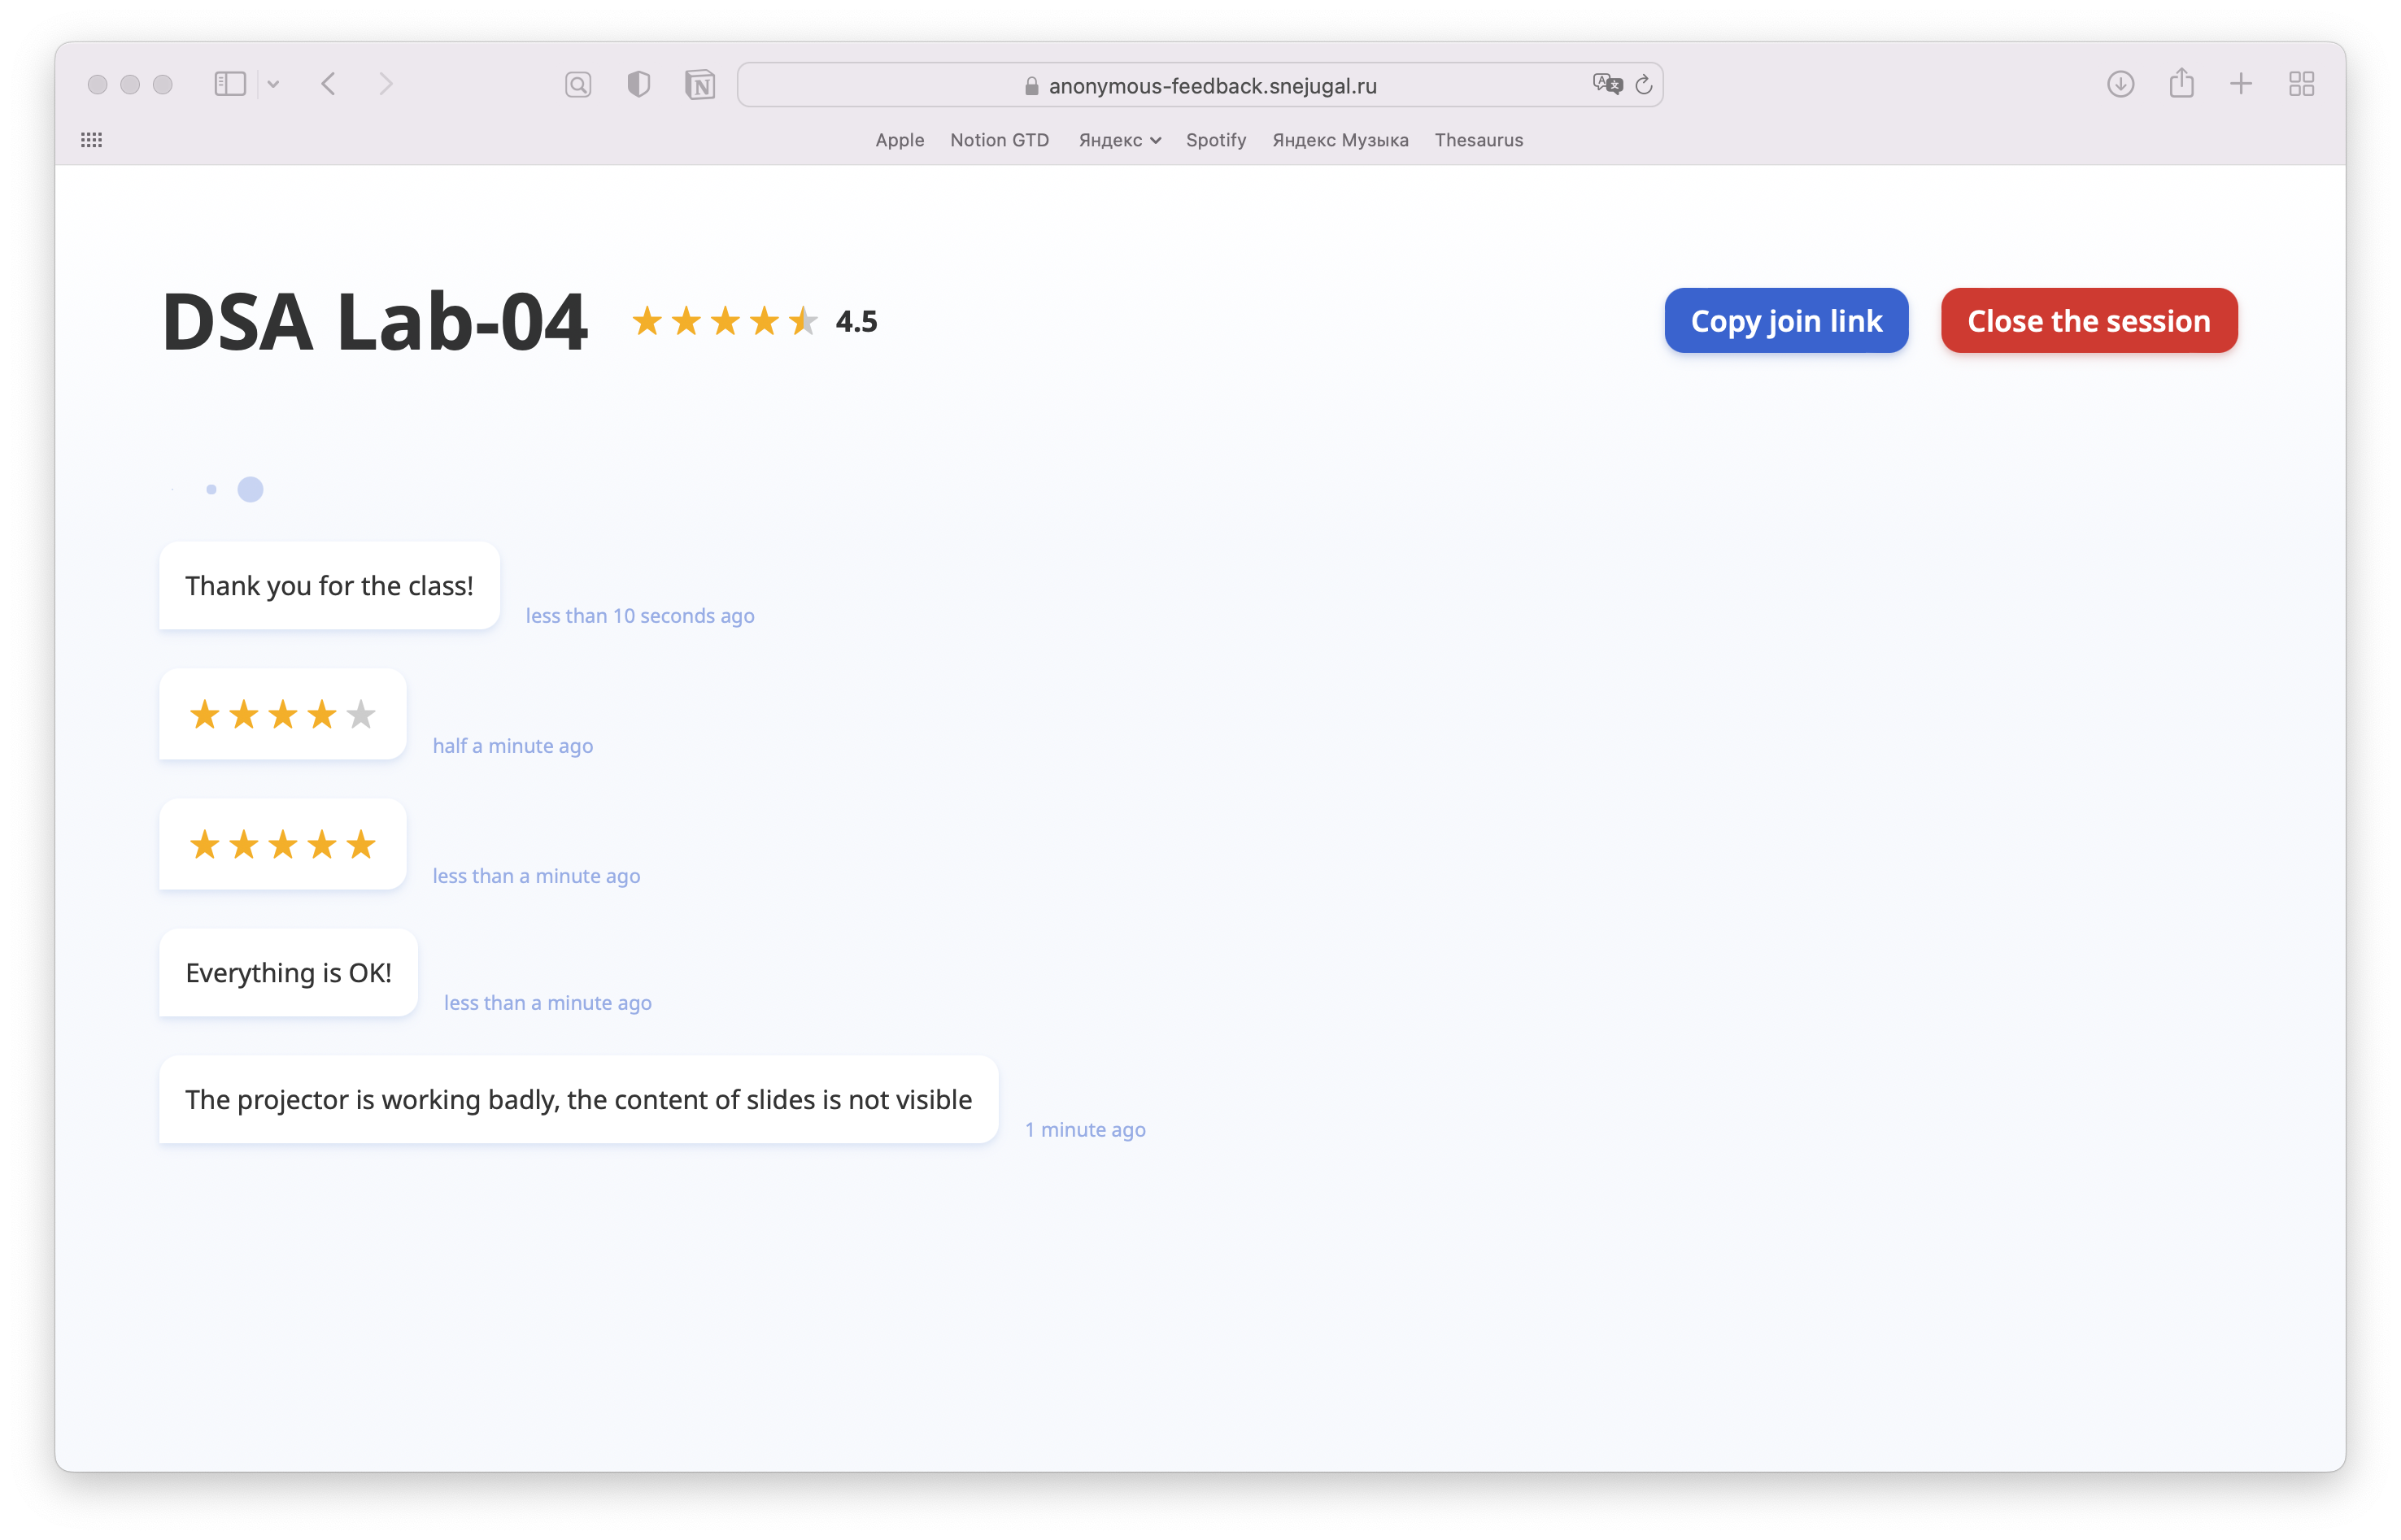 anonymous-feedback.snejugal.ru
Apple Notion GTD Яндекс Spotify Яндекс Музыка Thesaurus
DSA Lab-04 4.5 Copy join link Close the session
Thank you for the class! less than 10 seconds ago
half a minute ago
less than a minute ago
Everything is OK! less than a minute ago
The projector is working badly, the content of slides is not visible 1 minute ago